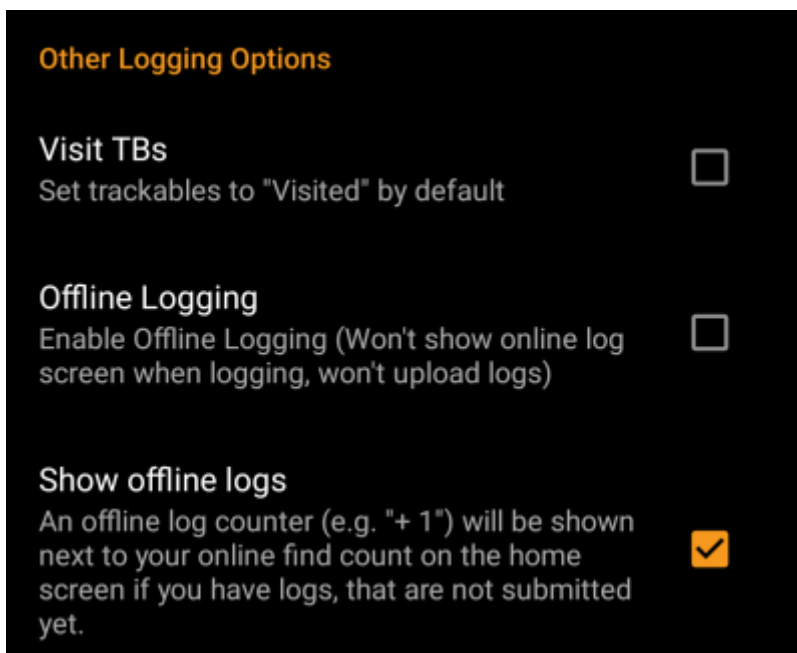 Other Logging Options
Visit TBs
Set trackables to "Visited" by default
Offline Logging
Enable Offline Logging (Won't show online log
screen when logging, won't upload logs)
Show offline logs
An offline log counter (e.g. "+ 1") will be shown
next to your online find count on the home
screen if you have logs, that are not submitted
yet.